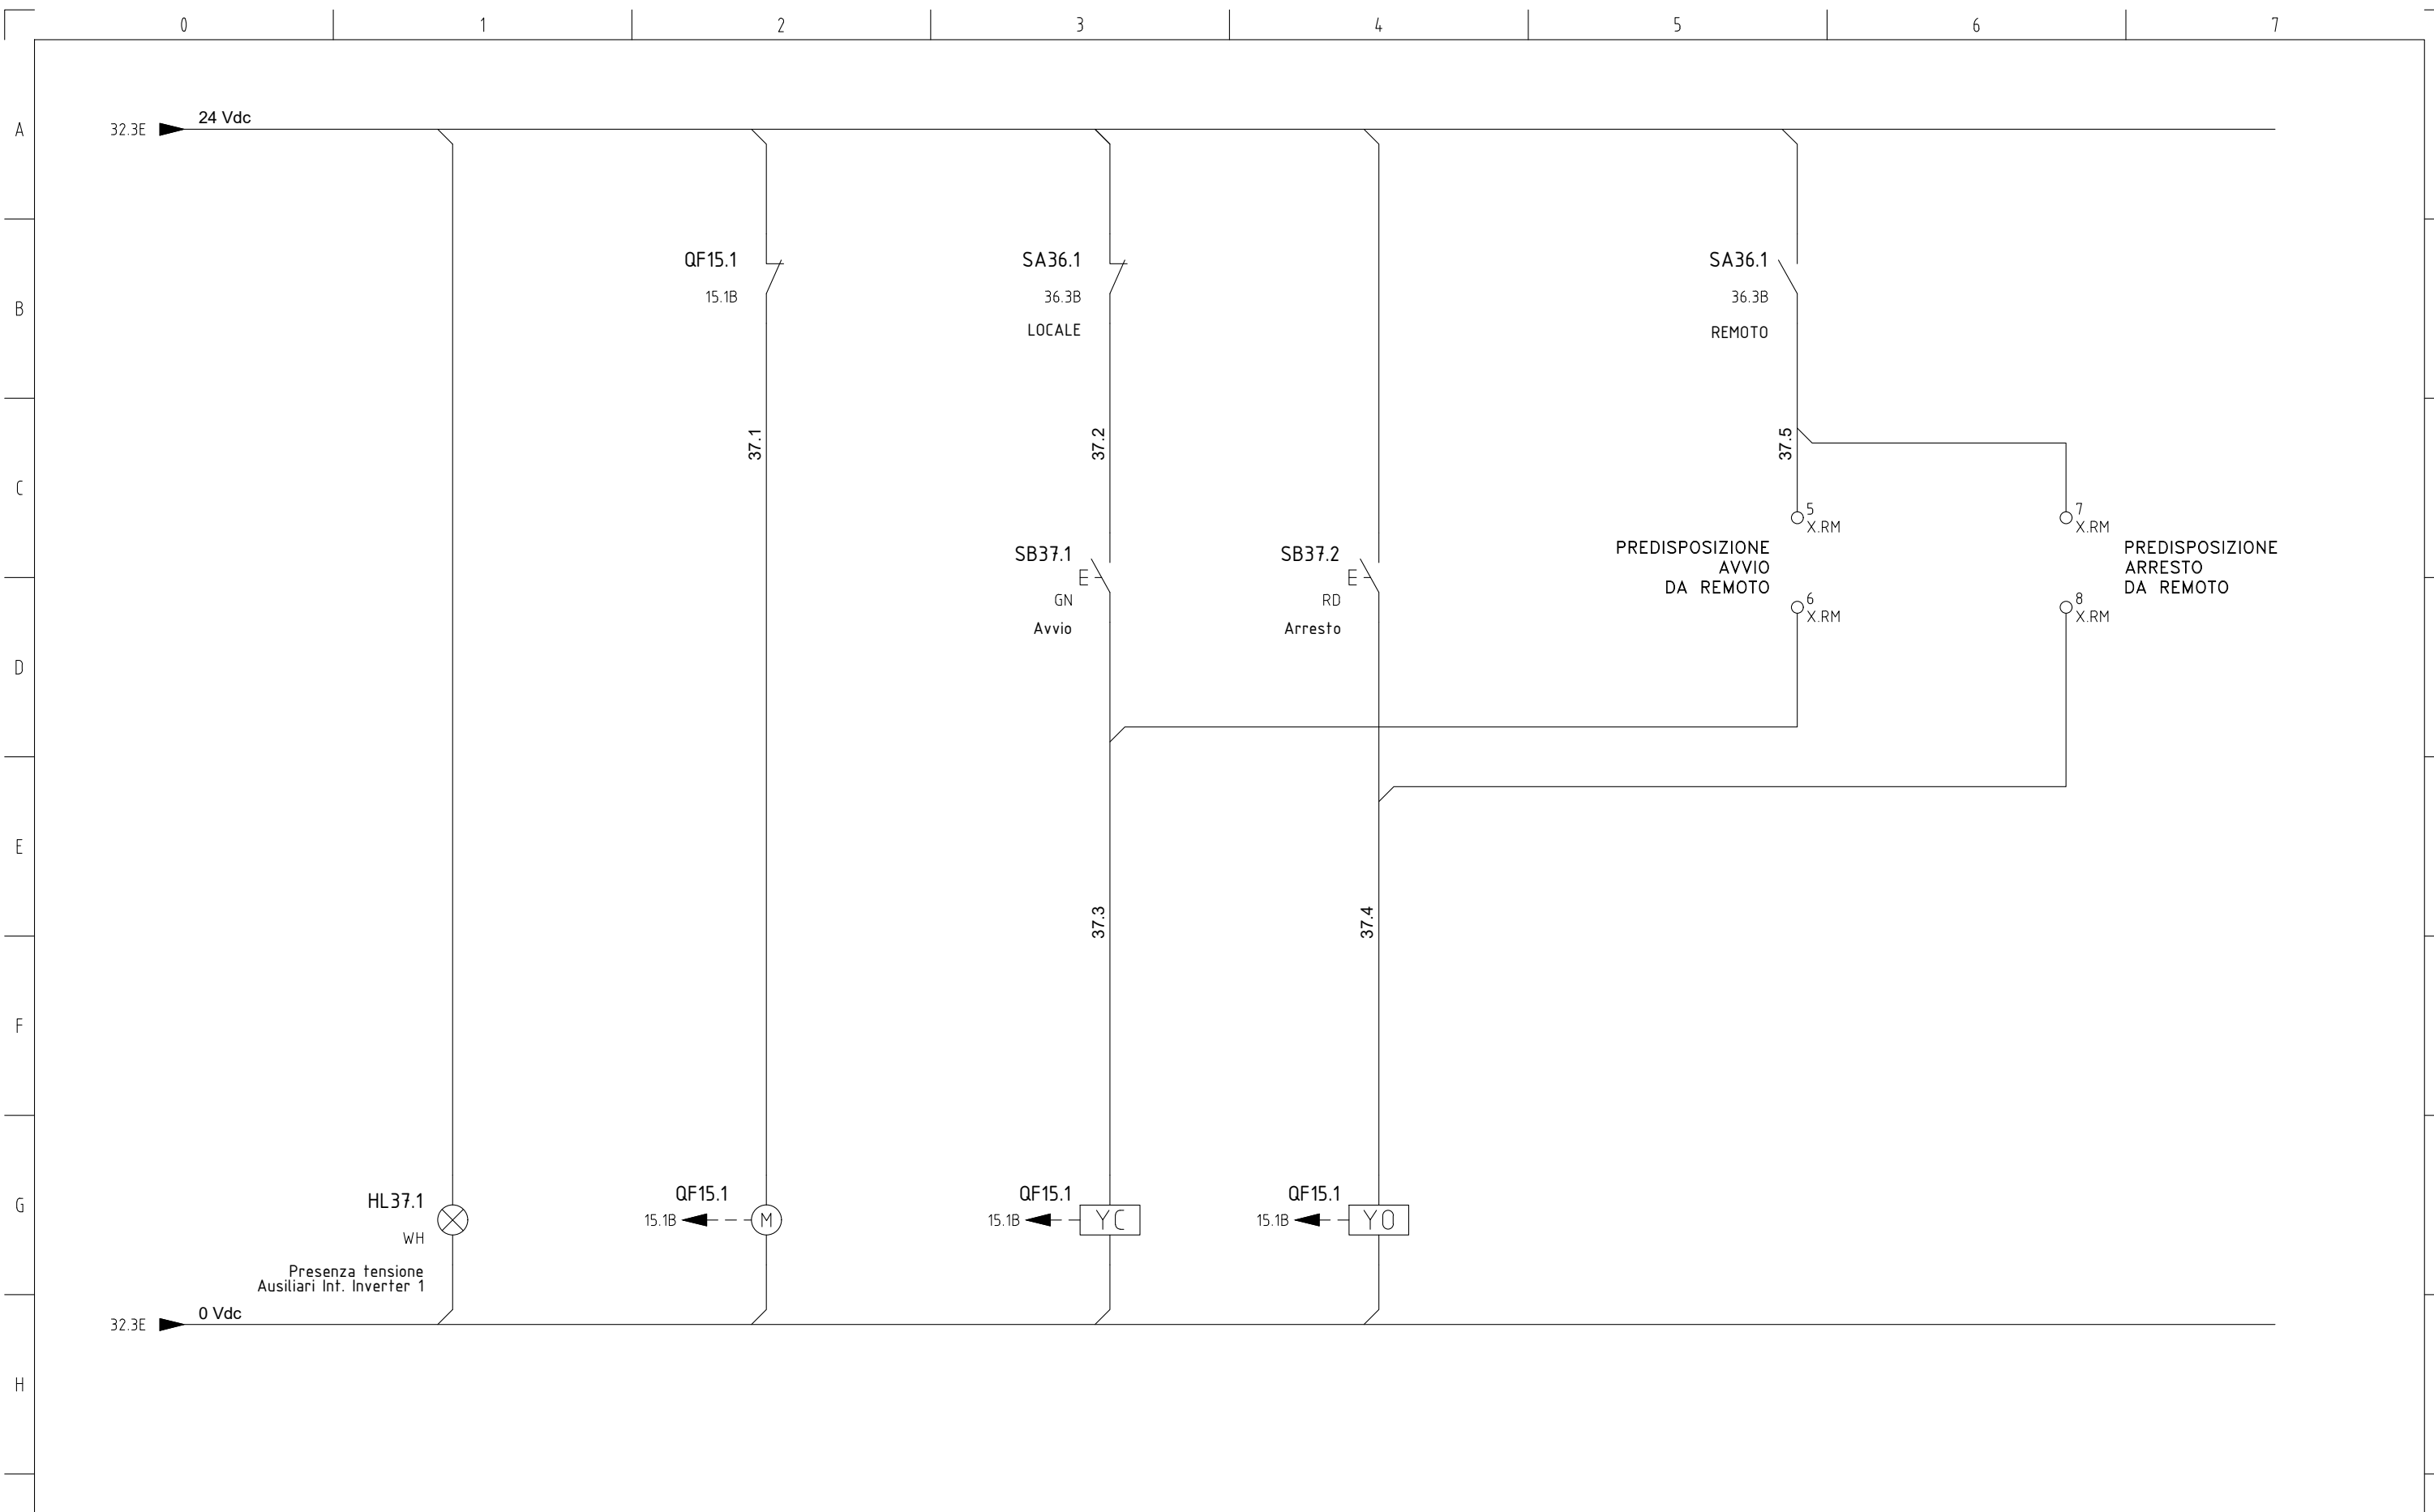 0 1 2 3 4 5 6 7
A
24 Vdc
32.3E
B
QF15.1
15.1B
SA36.1
36.3B
LOCALE
SA36.1
36.3B
REMOTO
C
37.1
37.2
37.5
5
X.RM
7
X.RM
SB37.1
E
GN
Avvio
SB37.2
E
RD
Arresto
PREDISPOSIZIONE
AVVIO
DA REMOTO
PREDISPOSIZIONE
ARRESTO
DA REMOTO
6
X.RM
8
X.RM
D
E
37.3
37.4
F
G
HL37.1
WH
Presenza tensione
Ausiliari Int. Inverter 1
QF15.1
15.1B
M
QF15.1
15.1B
YC
QF15.1
15.1B
YO
0 Vdc
32.3E
H